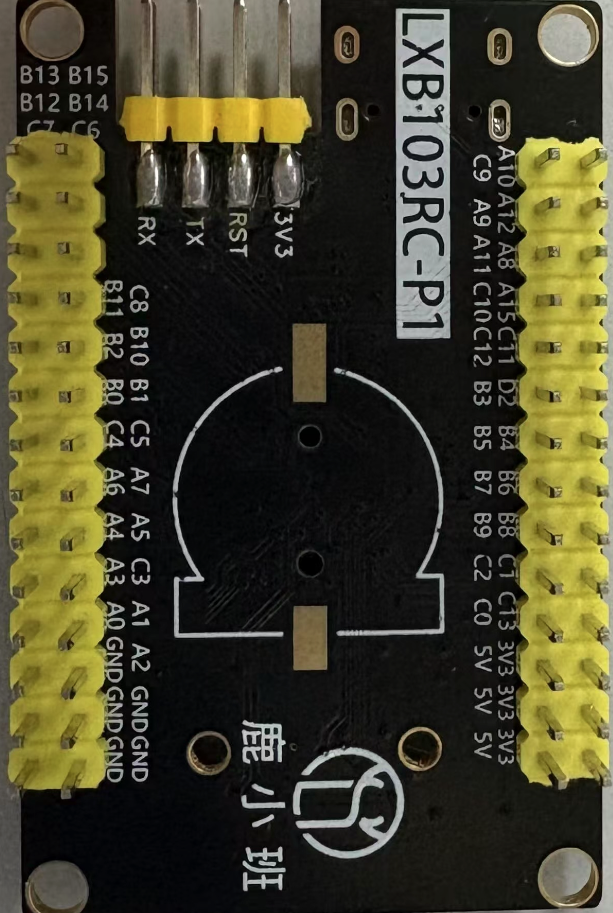 B13 B15
B12 B14
C7 C6
RX
TX
RST
3V3
LXB103RC-P1
C8 B10 B1 C5 A7 A5 C3 A1 A2 GND GND
B11 B2 B0 C4 A6 A4 A3 A0 GND GND GND
A10 A12 A8 A15 C11 D2 B4 B6 B8 C1 C13 3V3 3V3 3V3
C9 A9 A11 C10 C12 B3 B5 B7 B9 C2 C0 5V 5V 5V
鹿小班